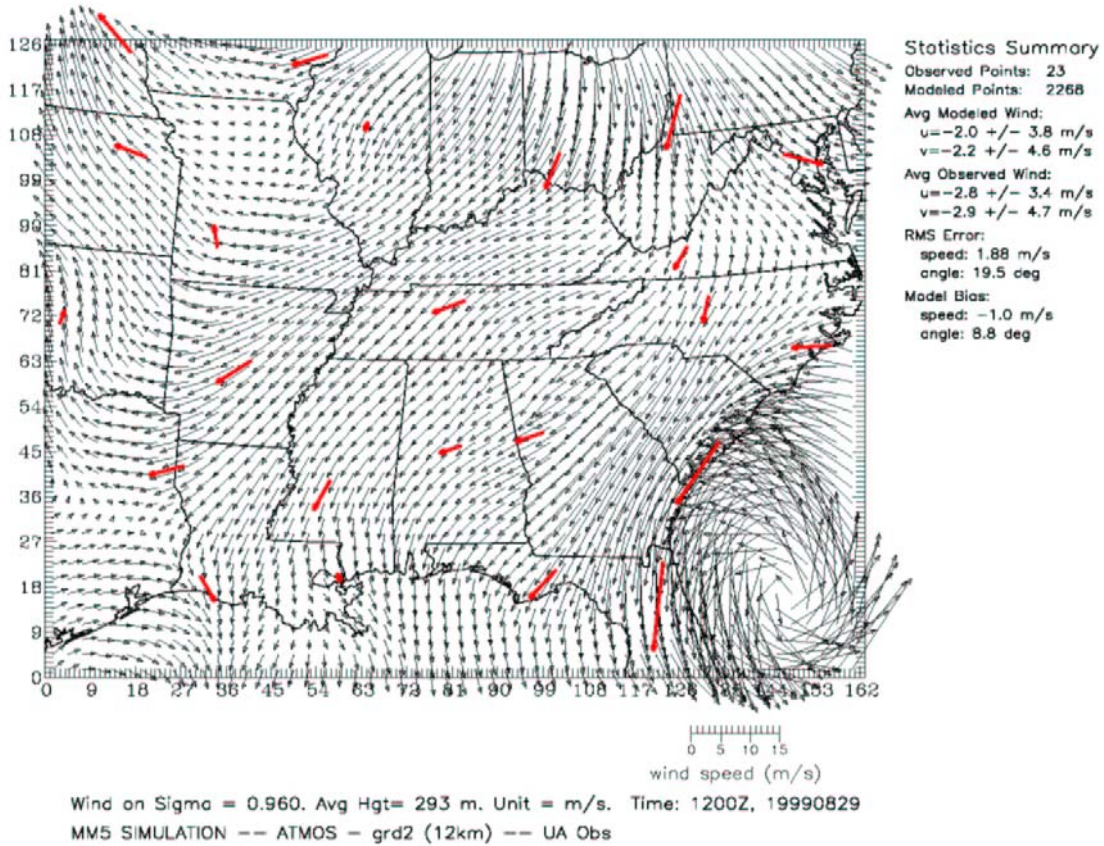 126
117
108
99
90
81
72
63
54
45
36
27
18
9
0
0 9 18 27 36 45 54 63 72 81 90 99 108 117 126 135 144 153 162
Statistics Summary
Observed Points: 23
Modeled Points: 2268
Avg Modeled Wind:
u=-2.0 +/- 3.8 m/s
v=-2.2 +/- 4.6 m/s
Avg Observed Wind:
u=-2.8 +/- 3.4 m/s
v=-2.9 +/- 4.7 m/s
RMS Error:
speed: 1.88 m/s
angle: 19.5 deg
Model Bias:
speed: -1.0 m/s
angle: 8.8 deg
0 5 10 15
wind speed (m/s)
Wind on Sigma = 0.960. Avg Hgt= 293 m. Unit = m/s. Time: 1200Z, 19990829
MM5 SIMULATION -- ATMOS - grd2 (12km) -- UA Obs